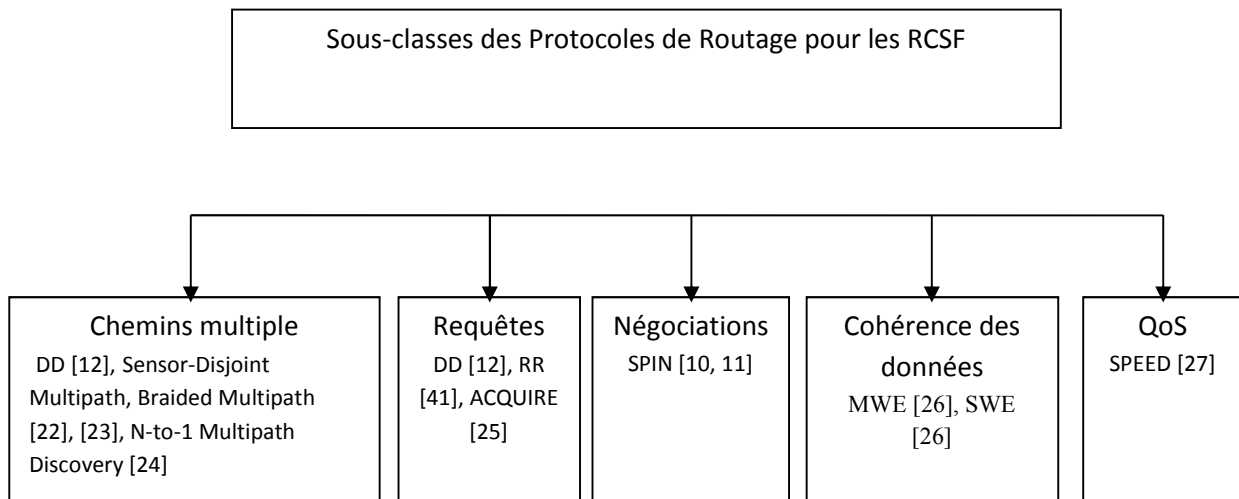 Sous-classes des Protocoles de Routage pour les RCSF
Chemins multiple
DD [12], Sensor-Disjoint
Multipath, Braided Multipath
[22], [23], N-to-1 Multipath
Discovery [24]
Requêtes
DD [12], RR
[41], ACQUIRE
[25]
Négociations
SPIN [10, 11]
Cohérence des
données
MWE [26], SWE
[26]
QoS
SPEED [27]